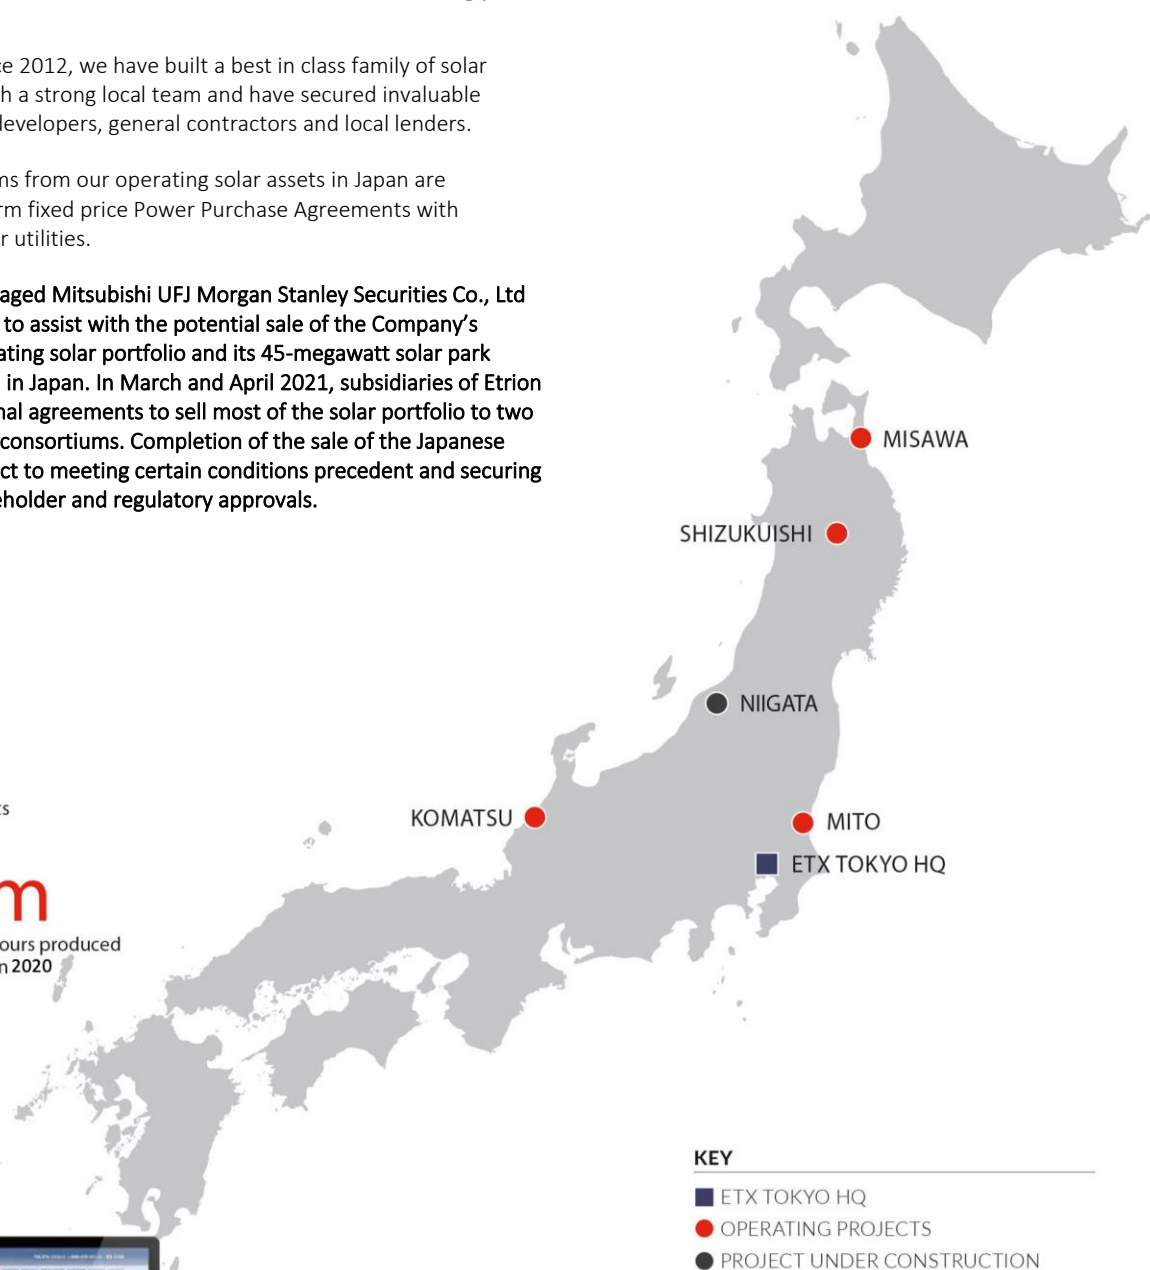 ce 2012, we have built a best in class family of solar
h a strong local team and have secured invaluable
developers, general contractors and local lenders.
ms from our operating solar assets in Japan are
rm fixed price Power Purchase Agreements with
r utilities.
aged Mitsubishi UFJ Morgan Stanley Securities Co., Ltd
to assist with the potential sale of the Company’s
ating solar portfolio and its 45-megawatt solar park
in Japan. In March and April 2021, subsidiaries of Etrion
nal agreements to sell most of the solar portfolio to two
consortiums. Completion of the sale of the Japanese
ct to meeting certain conditions precedent and securing
eholder and regulatory approvals.
MISAWA
SHIZUKUISHI
NIIGATA
KOMATSU
MITO
ETX TOKYO HQ
ts
m
ours produced
n 2020
KEY
ETX TOKYO HQ
OPERATING PROJECTS
PROJECT UNDER CONSTRUCTION